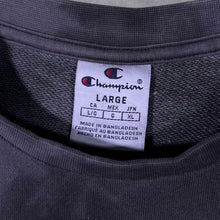 Champion
LARGE
CA MEX JPN
L/G G XL
MADE IN BANGLADESH
FABRIQUÉ AU BANGLADESH
HECHO EN BANGLADESH